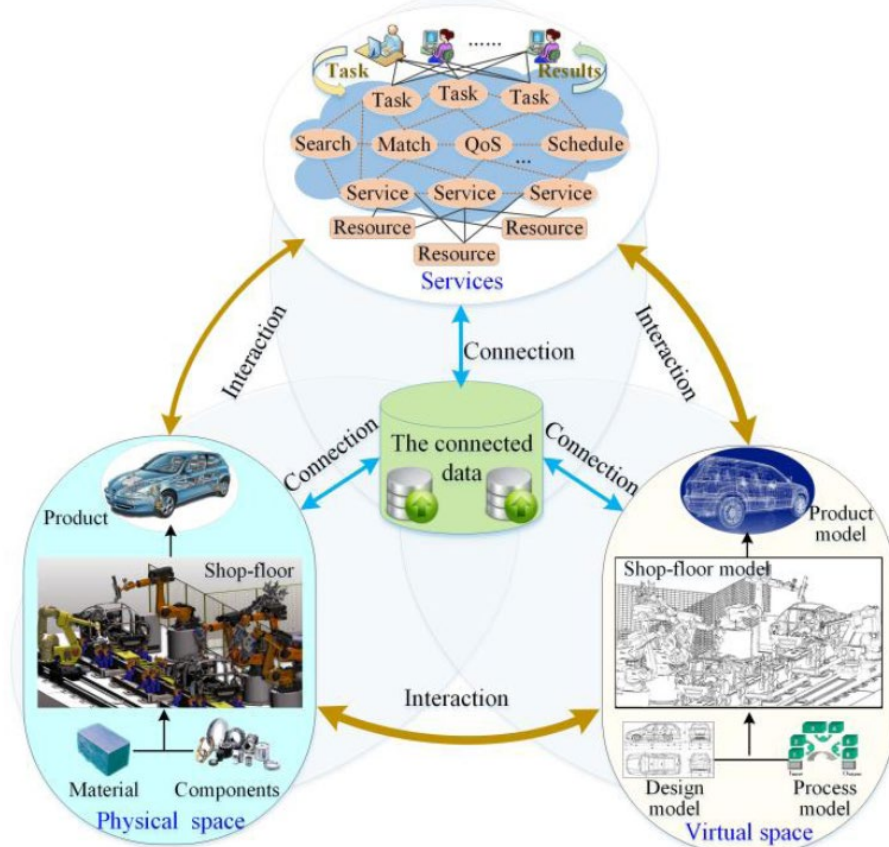 Task
......
Results
Task
Task
Task
Search
Match
QoS
Schedule
...
Service
Service
Service
Resource
Resource
Resource
Services
Interaction
Interaction
Connection
Connection
Connection
The connected
data
Product
Shop-floor
Material
Components
Physical space
Interaction
Product
model
Shop-floor model
Design
model
Process
model
Virtual space